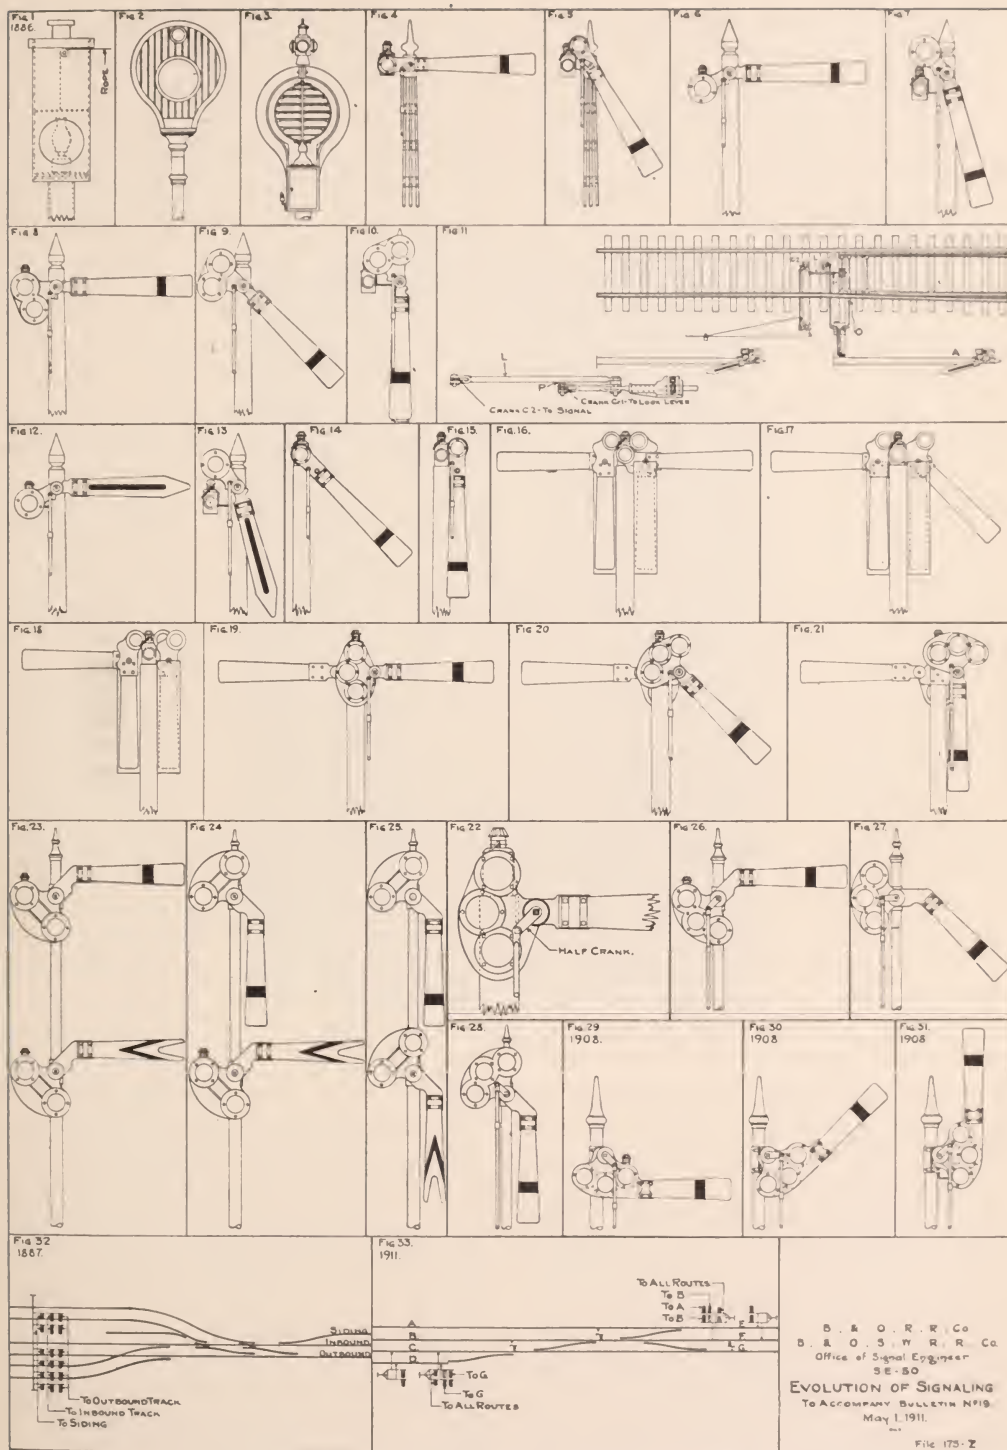 Fig 1
1886.
ROPE
Fig 2
Fig 3.
Fig 4
Fig 5
Fig 6
Fig 7
Fig 8
Fig 9.
Fig 10.
Fig 11
L
P
A
CRANK C2-TO SIGNAL
CRANK C1-TO LOCK LEVER
Fig 12.
Fig 13
Fig 14
Fig 15.
Fig 16.
Fig 17
Fig 18
Fig 19.
Fig 20
Fig. 21
Fig. 23.
Fig 24
Fig 25.
Fig 22
HALF CRANK.
Fig 26.
Fig 27.
Fig 28.
Fig 29
1908.
Fig 30
1908
Fig 31.
1908
Fig 32
1887.
SIDING
INBOUND
OUTBOUND
TO OUTBOUND TRACK
TO INBOUND TRACK
TO SIDING
Fig 33.
1911.
TO ALL ROUTES
TO B
TO A
TO B
A
B
C
D
E
F
G
TO G
TO G
TO ALL ROUTES
B. & O. R. R. Co
B. & O. S. W. R. R. Co.
Office of Signal Engineer
SE-50
EVOLUTION OF SIGNALING
TO ACCOMPANY BULLETIN No 19
May 1, 1911.
File 175-Z